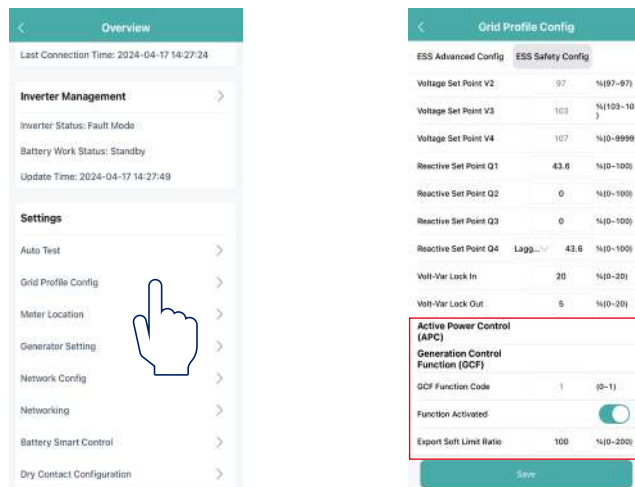 Overview
Last Connection Time: 2024-04-17 14:27:24
Inverter Management
Inverter Status: Fault Mode
Battery Work Status: Standby
Update Time: 2024-04-17 14:27:49
Settings
Auto Test
Grid Profile Config
Meter Location
Generator Setting
Network Config
Networking
Battery Smart Control
Dry Contact Configuration
Grid Profile Config
ESS Advanced Config ESS Safety Config
Voltage Set Point V2 97 %(97~97)
Voltage Set Point V3 103 %(103~10
)
Voltage Set Point V4 107 %(0~9999
Reactive Set Point Q1 43.6 %(0~100)
Reactive Set Point Q2 0 %(0~100)
Reactive Set Point Q3 0 %(0~100)
Reactive Set Point Q4 Lagg... 43.6 %(0~100)
Volt-Var Lock In 20 %(0~20)
Volt-Var Lock Out 5 %(0~20)
Active Power Control
(APC)
Generation Control
Function (GCF)
GCF Function Code 1 (0~1)
Function Activated
Export Soft Limit Ratio 100 %(0~200)
Save